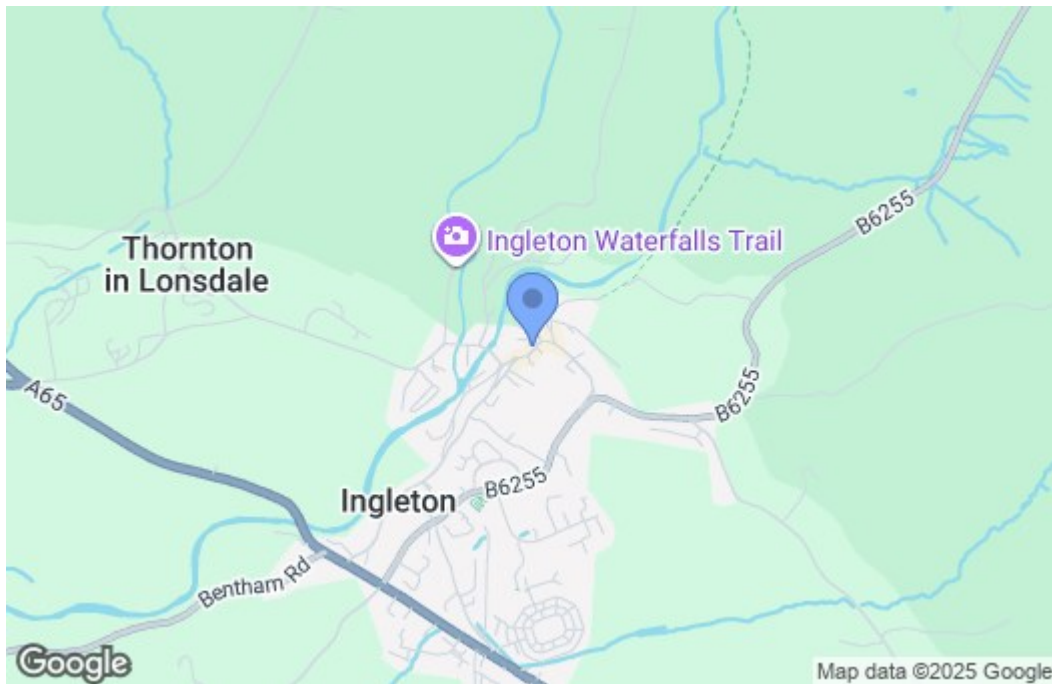 B6255
Ingleton Waterfalls Trail
Thornton
in Lonsdale
A65
B6255
B6255
Ingleton
Bentham Rd
Google
Map data ©2025 Google